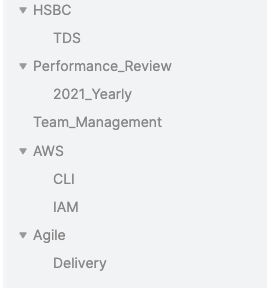 HSBC
TDS
Performance_Review
2021_Yearly
Team_Management
AWS
CLI
IAM
Agile
Delivery